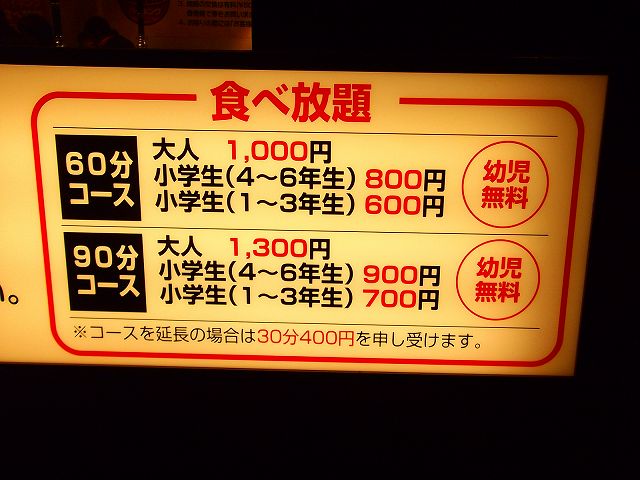 食べ放題
60分
コース
大人 1,000円
小学生(4〜6年生) 800円
小学生(1〜3年生) 600円
幼児
無料
90分
コース
大人 1,300円
小学生(4〜6年生) 900円
小学生(1〜3年生) 700円
幼児
無料
※コースを延長の場合は30分400円を申し受けます。